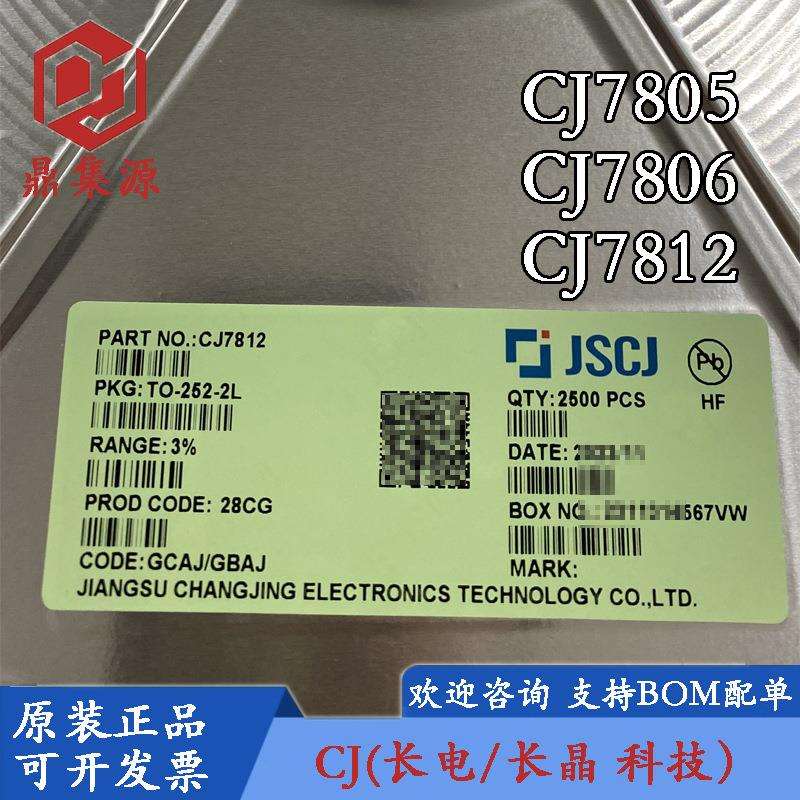 鼎集源
CJ7805
CJ7806
CJ7812
PART NO.:CJ7812
PKG:TO-252-2L
RANGE:3%
PROD CODE: 28CG
CODE:GCAJ/GBAJ
JSCJ
Pb
HF
QTY:2500 PCS
DATE:
BOX NO.: 567VW
MARK:
JIANGSU CHANGJING ELECTRONICS TECHNOLOGY CO.,LTD.
原装正品
可开发票
欢迎咨询 支持BOM配单
CJ(长电/长晶 科技)